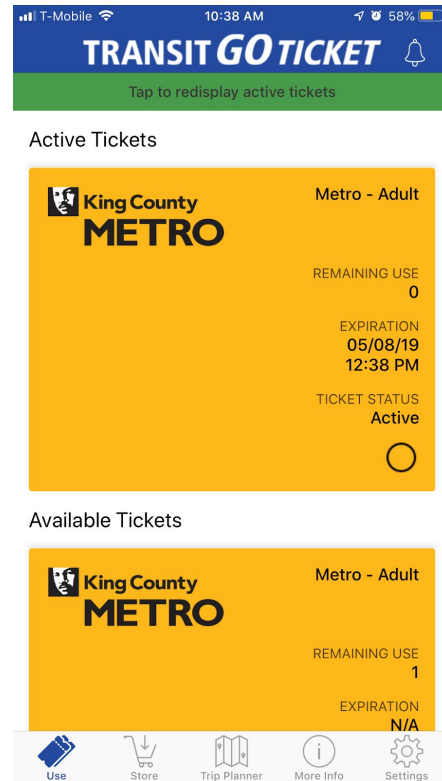 T-Mobile 10:38 AM 58%
TRANSIT GO TICKET
Tap to redisplay active tickets
Active Tickets
King County
METRO
Metro - Adult
REMAINING USE
0
EXPIRATION
05/08/19
12:38 PM
TICKET STATUS
Active
Available Tickets
King County
METRO
Metro - Adult
REMAINING USE
1
EXPIRATION
N/A
Use Store Trip Planner More Info Settings